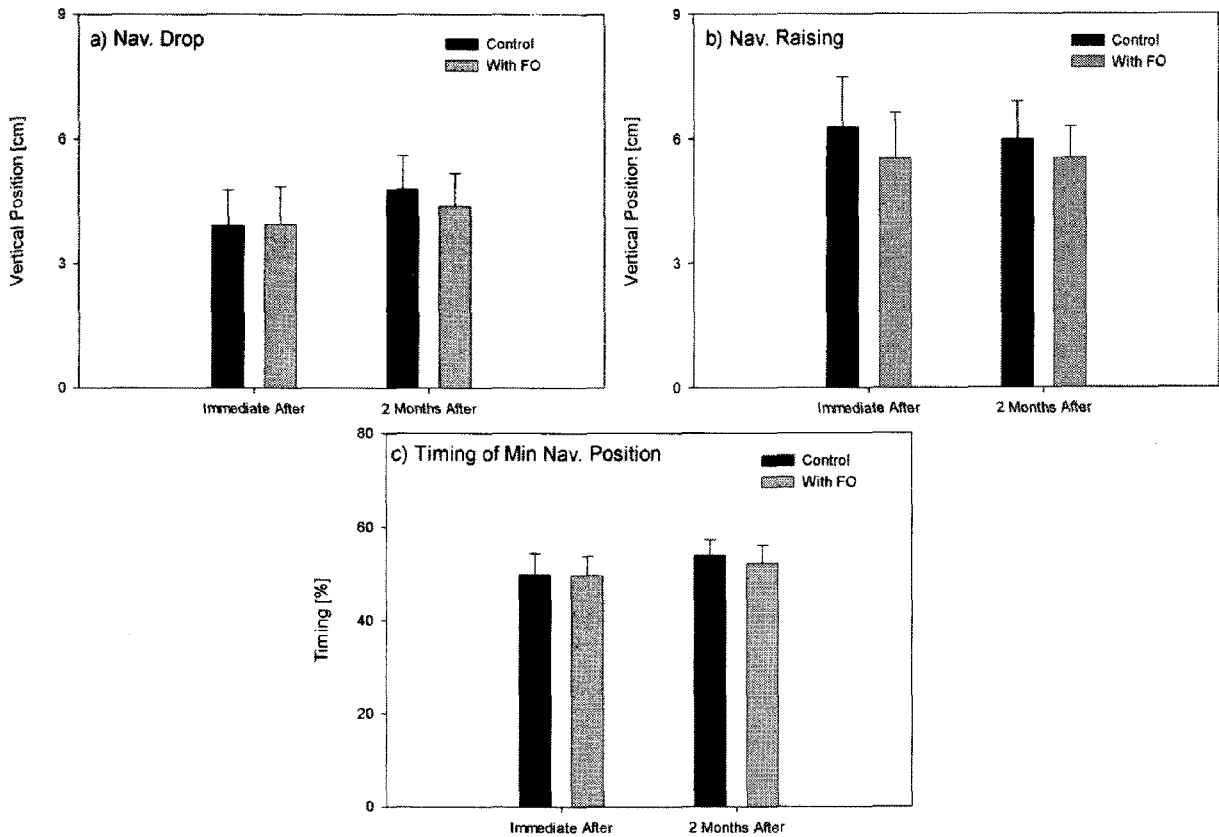 a) Nav. Drop
Control
With FO
Vertical Position [cm]
9
6
3
0
Immediate After
2 Months After
b) Nav. Raising
Control
With FO
Vertical Position [cm]
9
6
3
0
Immediate After
2 Months After
c) Timing of Min Nav. Position
Control
With FO
Timing [%]
80
60
40
20
0
Immediate After
2 Months After